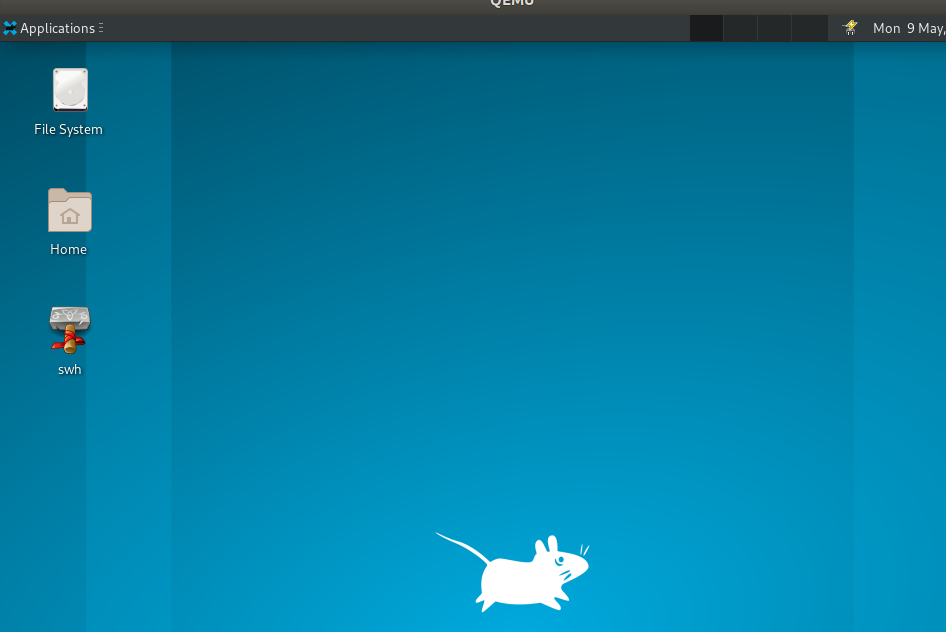 QEMU
Applications
Mon 9 May,
File System
Home
swh